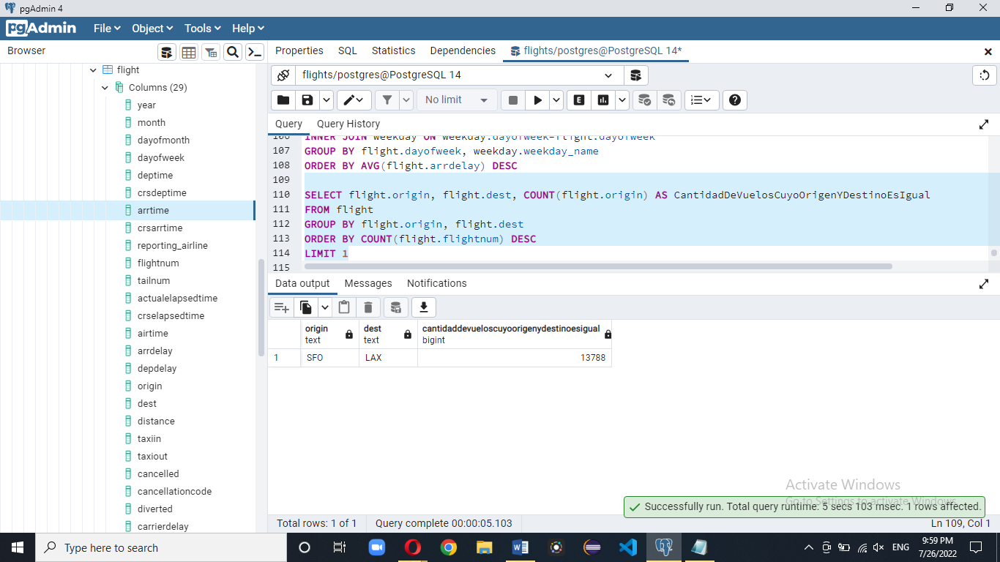 pgAdmin 4
pgAdmin File Object Tools Help
Browser
Properties SQL Statistics Dependencies flights/postgres@PostgreSQL 14*
flight
Columns (29)
year
month
dayofmonth
dayofweek
deptime
crsdeptime
arrtime
crsarrtime
reporting_airline
flightnum
tailnum
actualelapsedtime
crselapsedtime
airtime
arrdelay
depdelay
origin
dest
distance
taxiin
taxiout
cancelled
cancellationcode
diverted
carrierdelay
flights/postgres@PostgreSQL 14
No limit
E
Query Query History
106 INNER JOIN weekday ON weekday.dayofweek=flight.dayofweek
107 GROUP BY flight.dayofweek, weekday.weekday_name
108 ORDER BY AVG(flight.arrdelay) DESC
109
110 SELECT flight.origin, flight.dest, COUNT(flight.origin) AS CantidadDeVuelosCuyoOrigenYDestinoEsIgual
111 FROM flight
112 GROUP BY flight.origin, flight.dest
113 ORDER BY COUNT(flight.flightnum) DESC
114 LIMIT 1
115
Data output Messages Notifications
origin dest cantidaddevueloscuyoorigenydestinoesigual
text text bigint
1 SFO LAX 13788
Activate Windows
Go to Settings to activate Windows.
Successfully run. Total query runtime: 5 secs 103 msec. 1 rows affected.
Total rows: 1 of 1 Query complete 00:00:05.103 Ln 109, Col 1
Type here to search
ENG
9:59 PM
7/26/2022